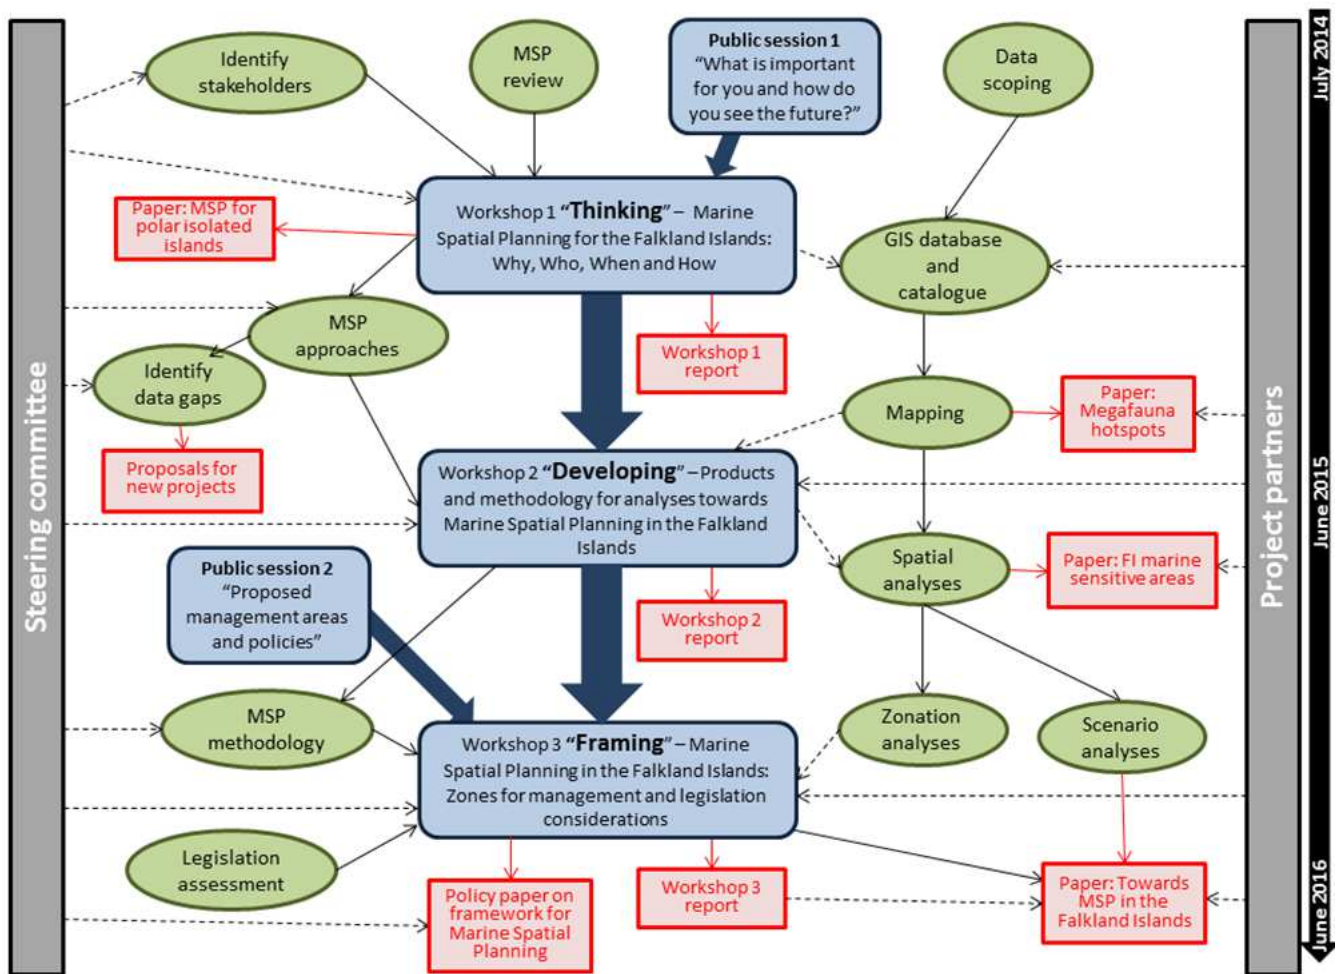 Steering committee
Identify
stakeholders
MSP
review
Public session 1
“What is important
for you and how do
you see the future?”
Data
scoping
July 2014
Workshop 1 “Thinking” – Marine
Spatial Planning for the Falkland Islands:
Why, Who, When and How
Paper: MSP for
polar isolated
islands
GIS database
and
catalogue
MSP
approaches
Workshop 1
report
Identify
data gaps
Mapping
Paper:
Megafauna
hotspots
Proposals for
new projects
Workshop 2 “Developing” – Products
and methodology for analyses towards
Marine Spatial Planning in the Falkland
Islands
June 2015
Project partners
Public session 2
“Proposed
management areas
and policies”
Spatial
analyses
Paper: FI marine
sensitive areas
Workshop 2
report
MSP
methodology
Workshop 3 “Framing” – Marine
Spatial Planning in the Falkland Islands:
Zones for management and legislation
considerations
Zonation
analyses
Scenario
analyses
Legislation
assessment
Policy paper on
framework for
Marine Spatial
Planning
Workshop 3
report
Paper: Towards
MSP in the
Falkland Islands
June 2016